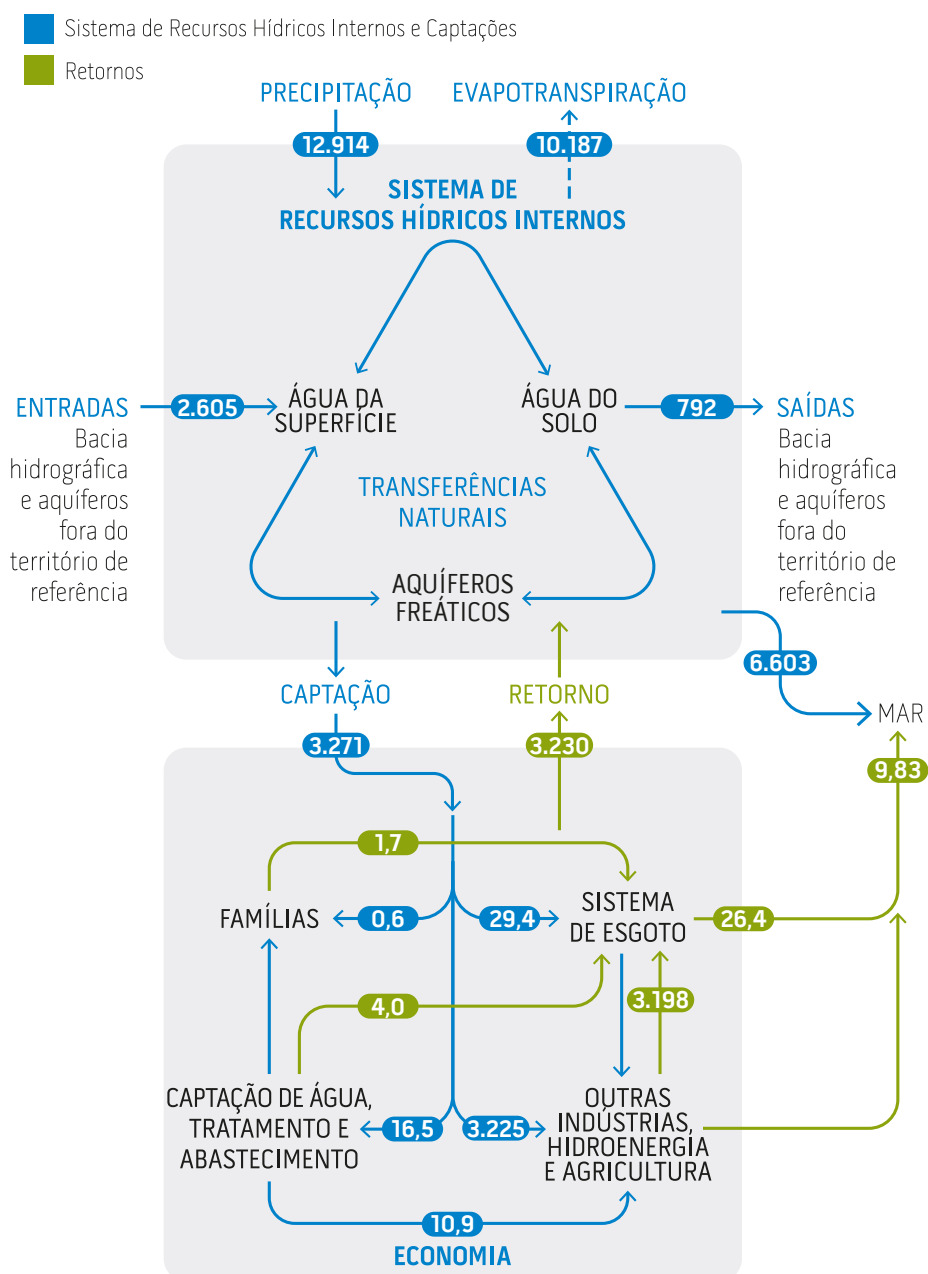 Sistema de Recursos Hídricos Internos e Captações
Retornos
PRECIPITAÇÃO
EVAPOTRANSPIRAÇÃO
12.914
10.187
SISTEMA DE
RECURSOS HÍDRICOS INTERNOS
ENTRADAS
2.605
Bacia
hidrográfica
e aquíferos
fora do
território de
referência
ÁGUA DA
SUPERFÍCIE
ÁGUA DO
SOLO
792
SAÍDAS
Bacia
hidrográfica
e aquíferos
fora do
território de
referência
TRANSFERÊNCIAS
NATURAIS
AQUÍFEROS
FREÁTICOS
6.603
CAPTAÇÃO
RETORNO
MAR
3.271
3.230
9,83
1,7
FAMÍLIAS
0,6
29,4
SISTEMA
DE ESGOTO
26,4
4,0
3.198
CAPTAÇÃO DE ÁGUA,
TRATAMENTO E
ABASTECIMENTO
16,5
3.225
OUTRAS
INDÚSTRIAS,
HIDROENERGIA
E AGRICULTURA
10,9
ECONOMIA